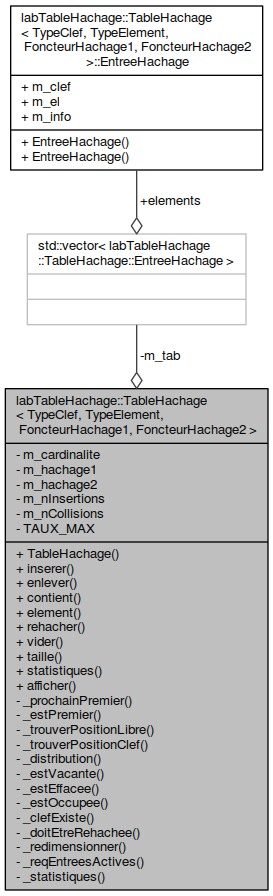 labTableHachage::TableHachage
< TypeClef, TypeElement,
FoncteurHachage1, FoncteurHachage2
>::EntreeHachage
+ m_clef
+ m_el
+ m_info
+ EntreeHachage()
+ EntreeHachage()
+elements
std::vector< labTableHachage
::TableHachage::EntreeHachage >
-m_tab
labTableHachage::TableHachage
< TypeClef, TypeElement,
FoncteurHachage1, FoncteurHachage2 >
- m_cardinalite
- m_hachage1
- m_hachage2
- m_nInsertions
- m_nCollisions
- TAUX_MAX
+ TableHachage()
+ inserer()
+ enlever()
+ contient()
+ element()
+ rehacher()
+ vider()
+ taille()
+ statistiques()
+ afficher()
- _prochainPremier()
- _estPremier()
- _trouverPositionLibre()
- _trouverPositionClef()
- _distribution()
- _estVacante()
- _estEffacee()
- _estOccupee()
- _clefExiste()
- _doitEtreRehachee()
- _redimensionner()
- _reqEntreesActives()
- _statistiques()